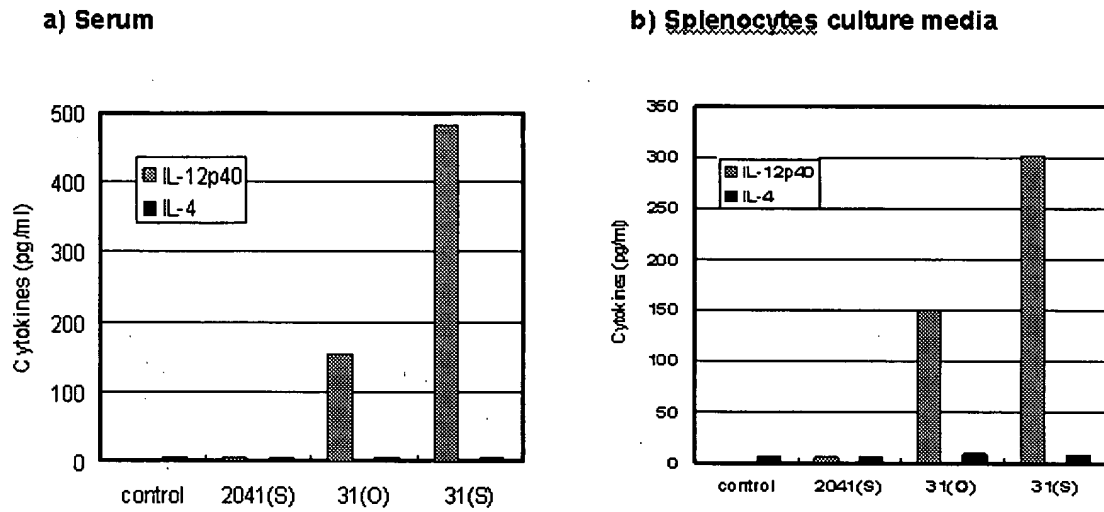 a) Serum
500
400
300
200
100
0
Cytokines (pg/ml)
IL-12p40
IL-4
control
2041(S)
31(O)
31(S)
b) Splenocytes culture media
350
300
250
200
150
100
50
0
Cytokines (pg/ml)
IL-12p40
IL-4
control
2041(S)
31(O)
31(S)